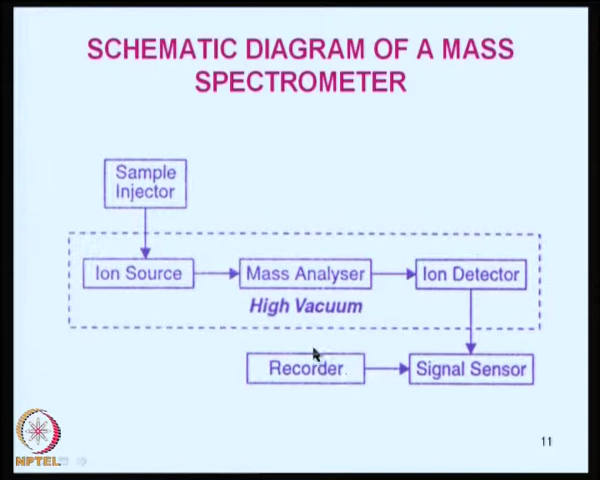 SCHEMATIC DIAGRAM OF A MASS
SPECTROMETER
Sample
Injector
Ion Source
Mass Analyser
Ion Detector
High Vacuum
Recorder
Signal Sensor
NPTEL
11